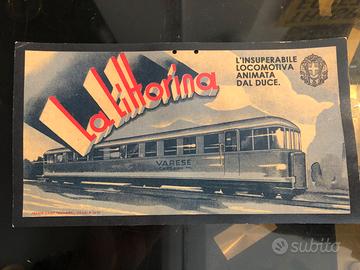 La Littorina
L'INSUPERABILE
LOCOMOTIVA
ANIMATA
DAL DUCE.
VARESE
subito